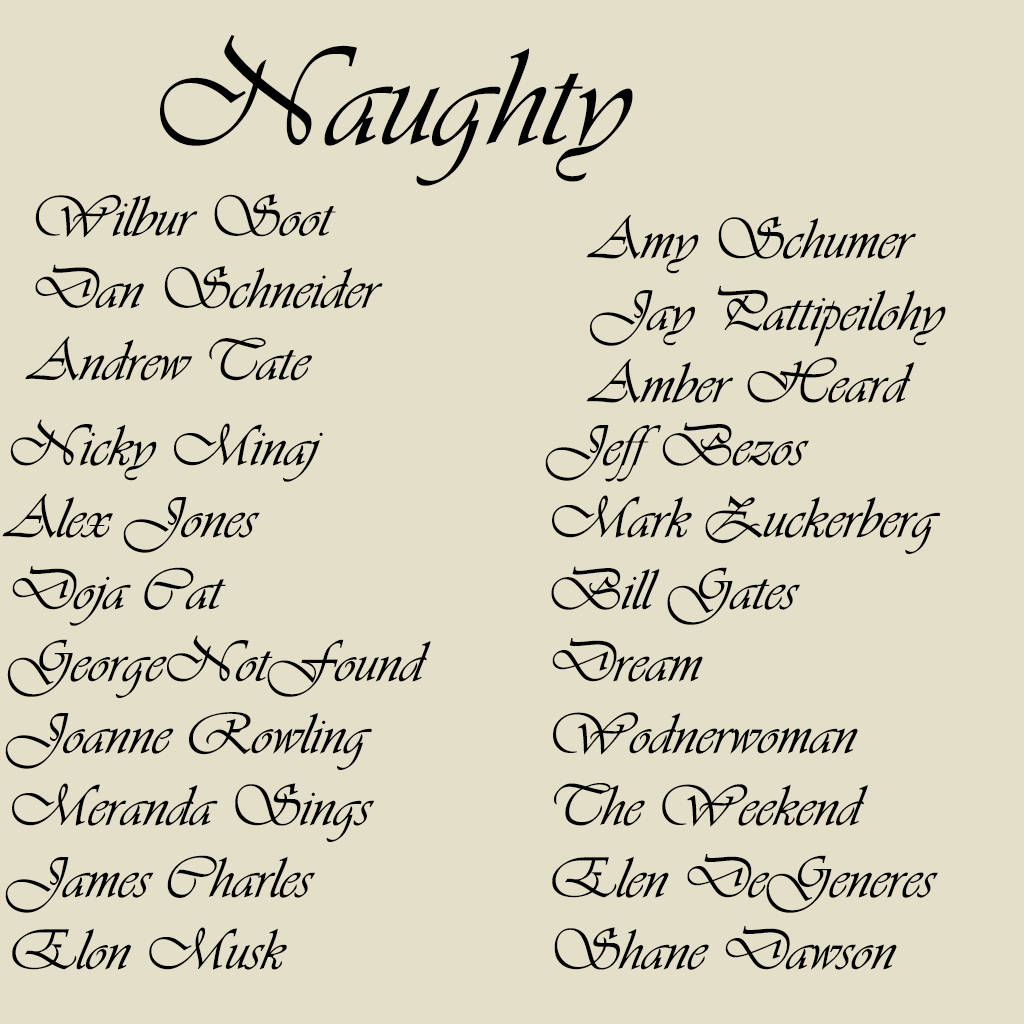 Naughty
Wilbur Soot
Dan Schneider
Andrew Tate
Nicky Minaj
Alex Jones
Doja Cat
GeorgeNotFound
Joanne Rowling
Meranda Sings
James Charles
Elon Musk
Amy Schumer
Jay Pattipeilohy
Amber Heard
Jeff Bezos
Mark Zuckerberg
Bill Gates
Dream
Wodnerwoman
The Weekend
Elen DeGeneres
Shane Dawson